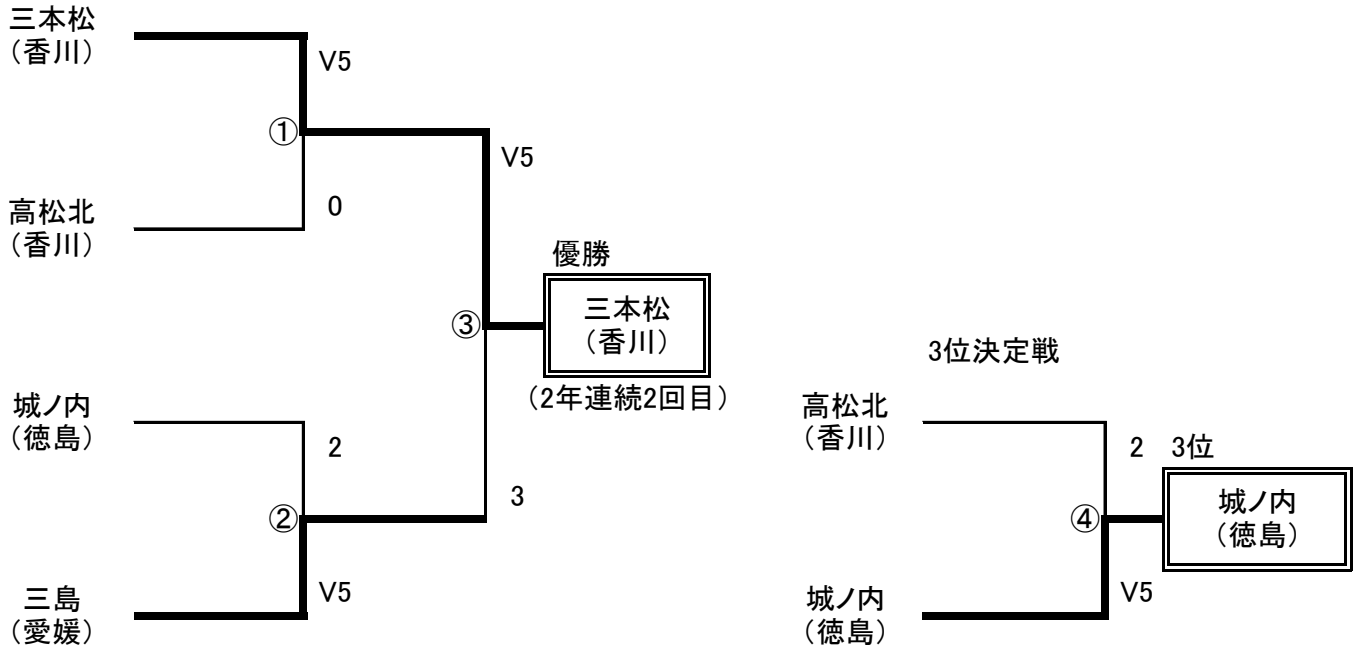 三本松
（香川）
V5
①
V5
0
高松北
（香川）
優勝
三本松
（香川）
③
（2年連続2回目）
城ノ内
（徳島）
2
②
3
V5
三島
（愛媛）
3位決定戦
高松北
（香川）
2
3位
城ノ内
（徳島）
④
V5
城ノ内
（徳島）